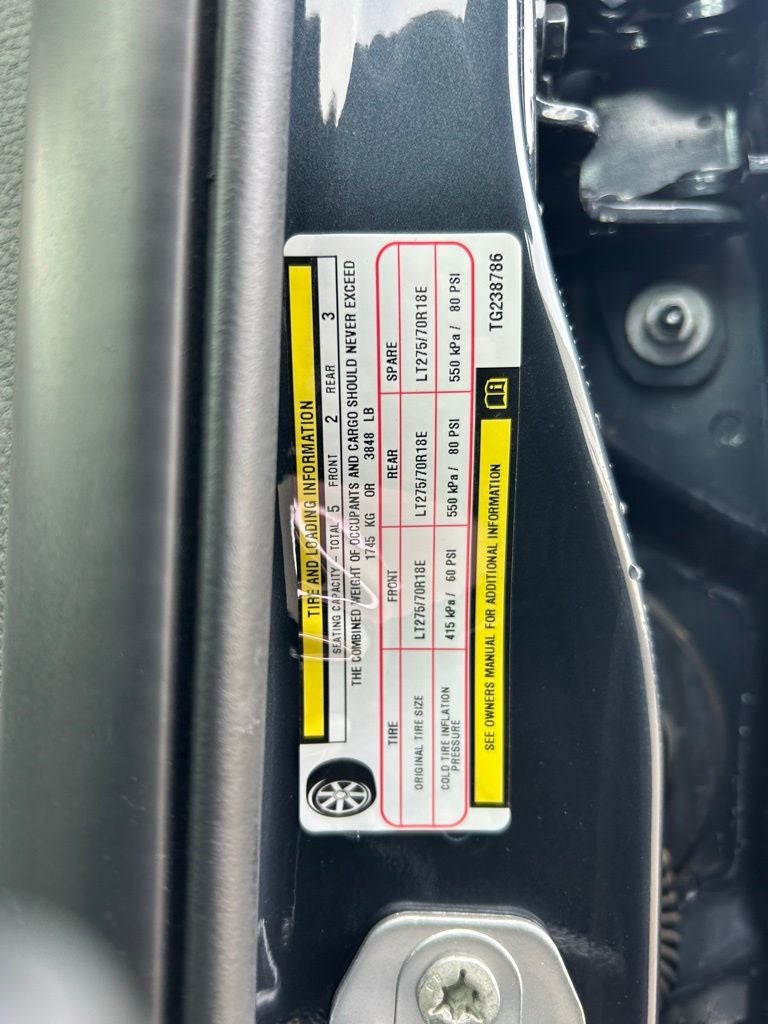 TIRE AND LOADING INFORMATION
SEATING CAPACITY - TOTAL 5 FRONT 2 REAR 3
THE COMBINED WEIGHT OF OCCUPANTS AND CARGO SHOULD NEVER EXCEED
1745 KG OR 3848 LB
TIRE FRONT REAR SPARE
ORIGINAL TIRE SIZE LT275/70R18E LT275/70R18E LT275/70R18E
COLD TIRE INFLATION
PRESSURE 415 kPa / 60 PSI 550 kPa / 80 PSI 550 kPa / 80 PSI
SEE OWNERS MANUAL FOR ADDITIONAL INFORMATION
TG238786